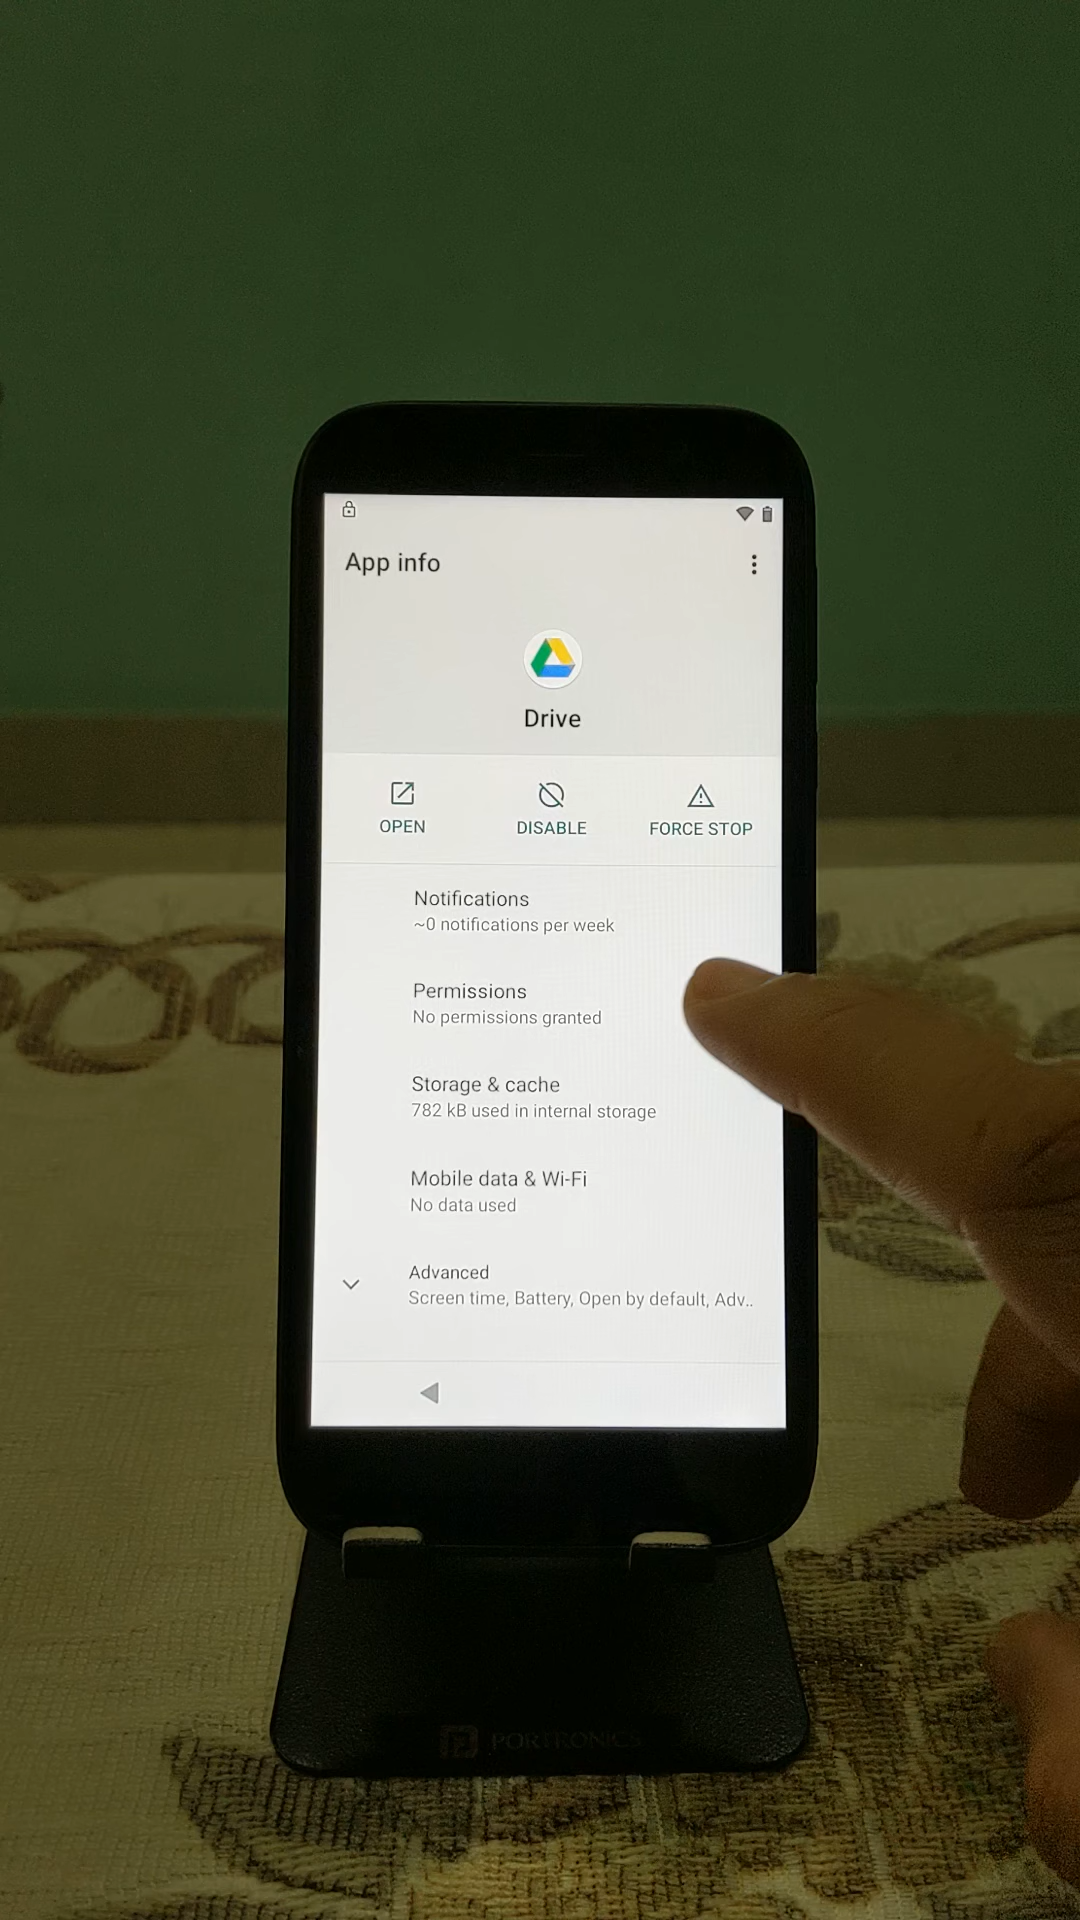 App info
Drive
OPEN
DISABLE
FORCE STOP
Notifications
~0 notifications per week
Permissions
No permissions granted
Storage & cache
782 kB used in internal storage
Mobile data & Wi-Fi
No data used
Advanced
Screen time, Battery, Open by default, Adv..
PORTRONICS